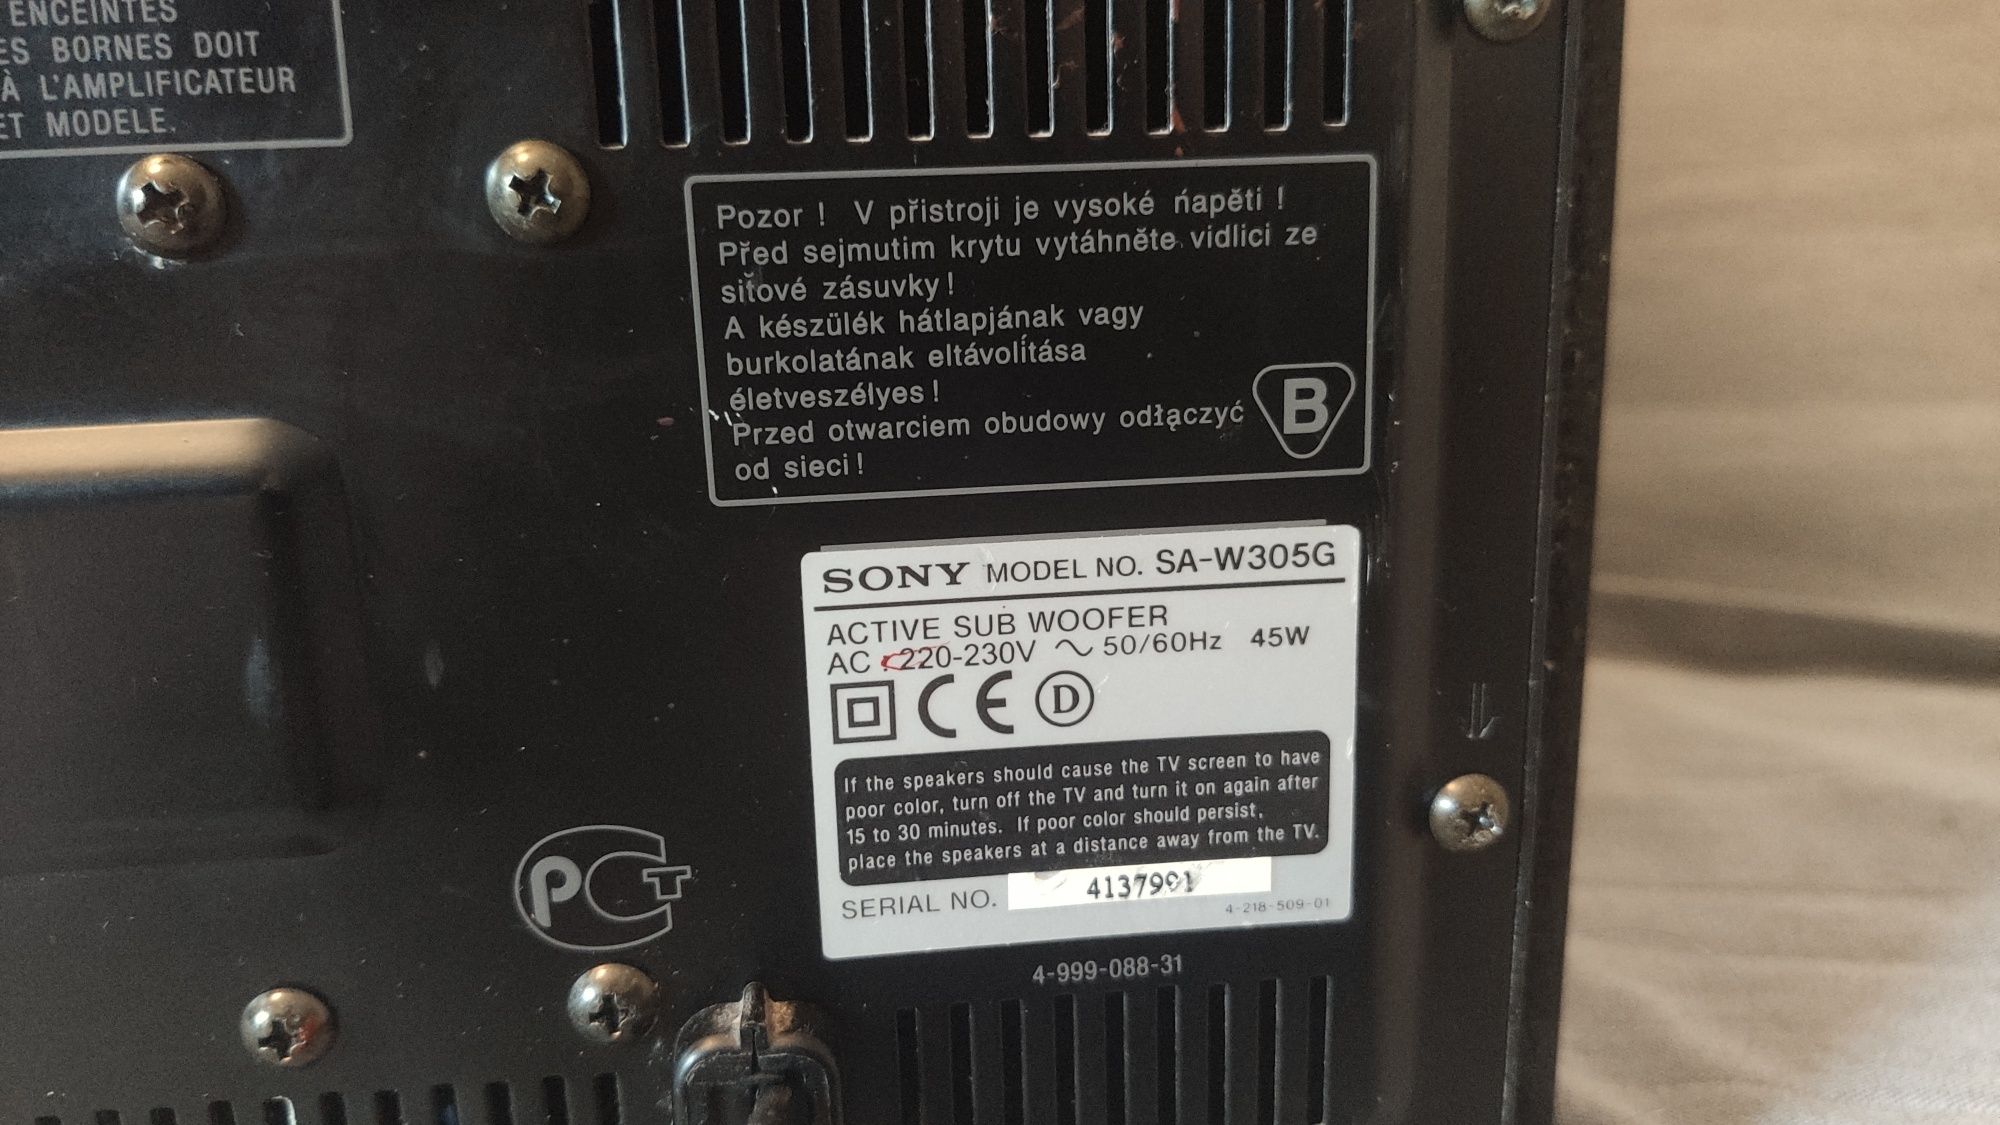 ENCEINTES
ES BORNES DOIT
À L'AMPLIFICATEUR
ET MODELE.
Pozor ! V přistroji je vysoké ńapěti !
Před sejmutim krytu vytáhněte vidlici ze
siťové zásuvky !
A készülék hátlapjának vagy
burkolatának eltávolítása
életveszélyes !
Przed otwarciem obudowy odłączyć
od sieci !
B
SONY MODEL NO. SA-W305G
ACTIVE SUB WOOFER
AC : 220-230V ~ 50/60Hz 45W
CE D
If the speakers should cause the TV screen to have
poor color, turn off the TV and turn it on again after
15 to 30 minutes. If poor color should persist,
place the speakers at a distance away from the TV.
SERIAL NO. 4137991
4-218-509-01
PCT
4-999-088-31